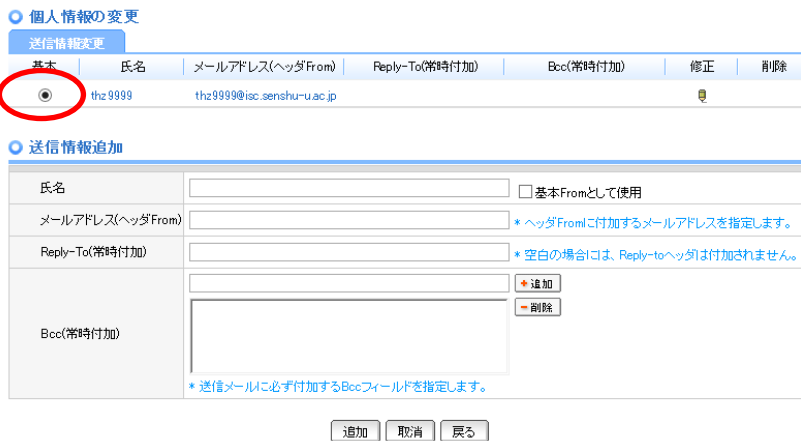 個人情報の変更
送信情報変更
基本 氏名 メールアドレス(ヘッダFrom) Reply-To(常時付加) Bcc(常時付加) 修正 削除
thz9999 thz9999@isc.senshu-u.ac.jp
送信情報追加
氏名 基本Fromとして使用
メールアドレス(ヘッダFrom) * ヘッダFromに付加するメールアドレスを指定します。
Reply-To(常時付加) * 空白の場合には、Reply-toヘッダは付加されません。
追加
削除
Bcc(常時付加)
* 送信メールに必ず付加するBccフィールドを指定します。
追加 取消 戻る